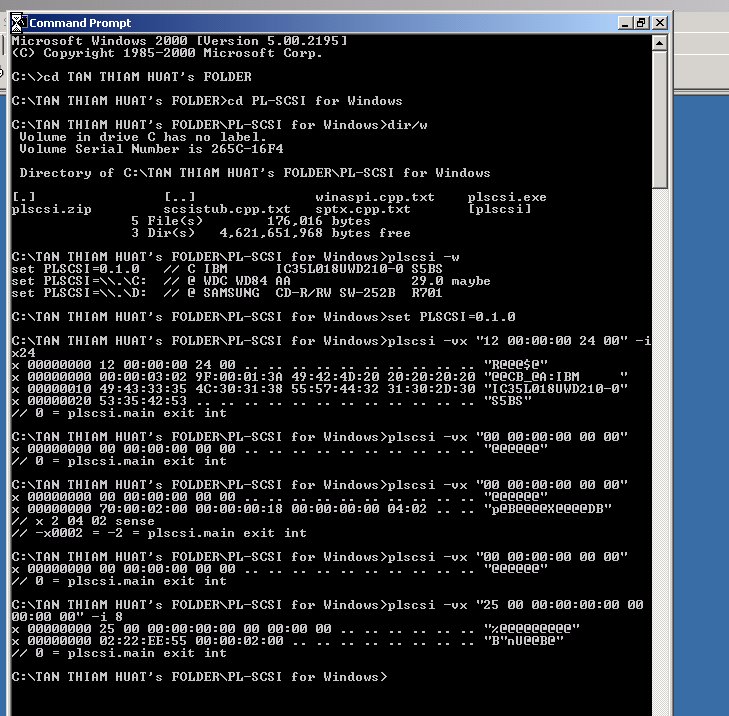 Command Prompt
Microsoft Windows 2000 [Version 5.00.2195]
(C) Copyright 1985-2000 Microsoft Corp.
C:\>cd TAN THIAM HUAT's FOLDER
C:\TAN THIAM HUAT's FOLDER>cd PL-SCSI for Windows
C:\TAN THIAM HUAT's FOLDER\PL-SCSI for Windows>dir/w
 Volume in drive C has no label.
 Volume Serial Number is 265C-16F4
 Directory of C:\TAN THIAM HUAT's FOLDER\PL-SCSI for Windows
[.]                [..]               winaspi.cpp.txt    plscsi.exe
plscsi.zip         scsistub.cpp.txt   sptx.cpp.txt       [plscsi]
               5 File(s)        176,016 bytes
               3 Dir(s)   4,621,651,968 bytes free
C:\TAN THIAM HUAT's FOLDER\PL-SCSI for Windows>plscsi -w
set PLSCSI=0.1.0   // C IBM      IC35L018UWD210-0 S5BS
set PLSCSI=\\.\C:  // @ WDC WD84 AA               29.0 maybe
set PLSCSI=\\.\D:  // @ SAMSUNG  CD-R/RW SW-252B  R701
C:\TAN THIAM HUAT's FOLDER\PL-SCSI for Windows>set PLSCSI=0.1.0
C:\TAN THIAM HUAT's FOLDER\PL-SCSI for Windows>plscsi -vx "12 00:00:00 24 00" -i
x24
x 00000000 12 00:00:00 24 00 .. .. .. .. .. .. .. .. .. .. "R@@@$@"
x 00000000 00:00:03:02 9F:00:01:3A 49:42:4D:20 20:20:20:20 "@@CB_@A:IBM     "
x 00000010 49:43:33:35 4C:30:31:38 55:57:44:32 31:30:2D:30 "IC35L018UWD210-0"
x 00000020 53:35:42:53 .. .. .. .. .. .. .. .. .. .. .. .. "S5BS"
// 0 = plscsi.main exit int
C:\TAN THIAM HUAT's FOLDER\PL-SCSI for Windows>plscsi -vx "00 00:00:00 00 00"
x 00000000 00 00:00:00 00 00 .. .. .. .. .. .. .. .. .. .. "@@@@@@"
// 0 = plscsi.main exit int
C:\TAN THIAM HUAT's FOLDER\PL-SCSI for Windows>plscsi -vx "00 00:00:00 00 00"
x 00000000 00 00:00:00 00 00 .. .. .. .. .. .. .. .. .. .. "@@@@@@"
x 00000000 70:00:02:00 00:00:00:18 00:00:00:00 04:02 .. .. "p@B@@@@X@@@@DB"
// x 2 04 02 sense
// -x0002 = -2 = plscsi.main exit int
C:\TAN THIAM HUAT's FOLDER\PL-SCSI for Windows>plscsi -vx "00 00:00:00 00 00"
x 00000000 00 00:00:00 00 00 .. .. .. .. .. .. .. .. .. .. "@@@@@@"
// 0 = plscsi.main exit int
C:\TAN THIAM HUAT's FOLDER\PL-SCSI for Windows>plscsi -vx "25 00 00:00:00:00 00
00:00 00" -i 8
x 00000000 25 00 00:00:00:00 00 00:00 00 .. .. .. .. .. .. "%@@@@@@@@@"
x 00000000 02:22:EE:55 00:00:02:00 .. .. .. .. .. .. .. .. "B"nU@@B@"
// 0 = plscsi.main exit int
C:\TAN THIAM HUAT's FOLDER\PL-SCSI for Windows>